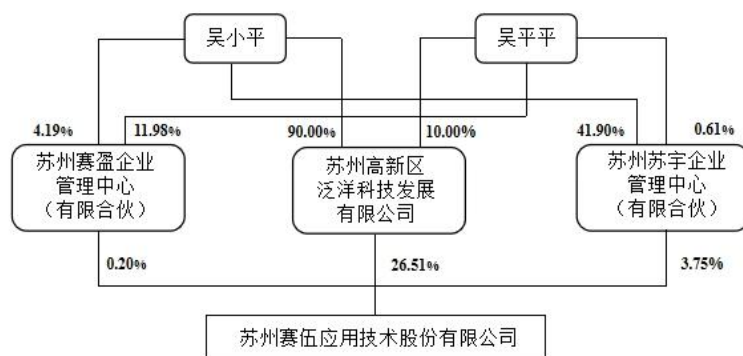 吴小平
吴平平
4.19%
11.98%
90.00%
10.00%
41.90%
0.61%
苏州赛盈企业
管理中心
（有限合伙）
苏州高新区
泛洋科技发展
有限公司
苏州苏宇企业
管理中心
（有限合伙）
0.20%
26.51%
3.75%
苏州赛伍应用技术股份有限公司